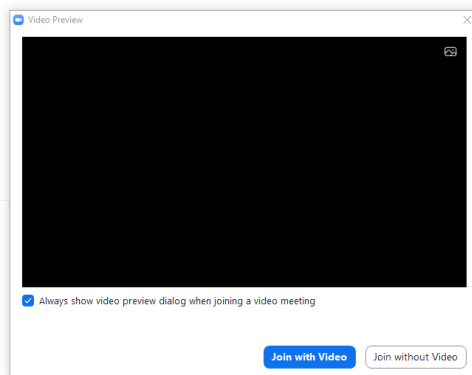 Video Preview
Always show video preview dialog when joining a video meeting
Join with Video
Join without Video